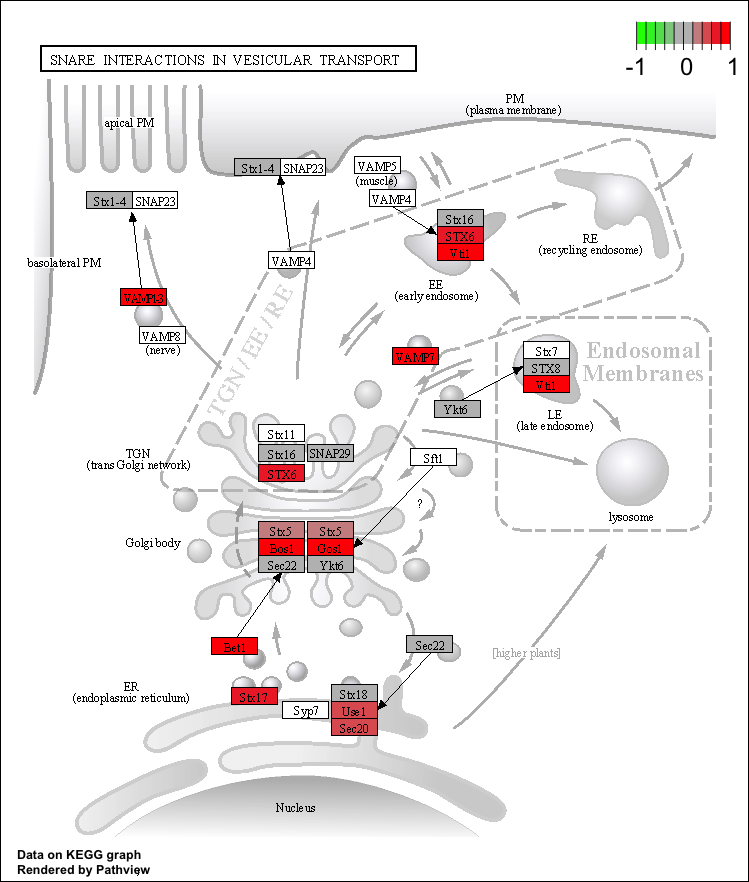 SNARE INTERACTIONS IN VESICULAR TRANSPORT
-1 0 1
PM
(plasma membrane)
apical PM
Stx1-4 SNAP23
VAMP5
(muscle)
VAMP4
Stx1-4 SNAP23
Stx16
STX6
Vti1
RE
(recycling endosome)
basolateral PM
VAMP4
EE
(early endosome)
VAMP1-3
VAMP8
(nerve)
TGN / EE / RE
VAMP7
Stx7
STX8
Vti1
Endosomal
Membranes
Ykt6
LE
(late endosome)
Stx11
Stx16 SNAP29
STX6
TGN
(trans Golgi network)
Sft1
lysosome
?
Golgi body
Stx5 Stx5
Bos1 Gos1
Sec22 Ykt6
Bet1
Sec22
[higher plants]
ER
(endoplasmic reticulum)
Stx17
Syp7
Stx18
Use1
Sec20
Nucleus
Data on KEGG graph
Rendered by Pathview